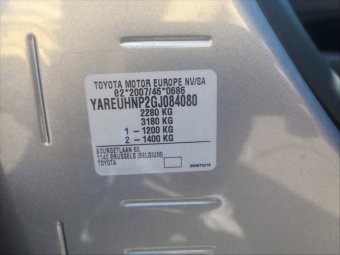 TOYOTA MOTOR EUROPE NV/SA
e2*2007/46*0686
YAREUHNP2GJ084080
2280 KG
3180 KG
1 - 1200 KG
2 - 1400 KG
BOURGETLAAN 60
1140 BRUSSELS (BELGIUM)
TOYOTA